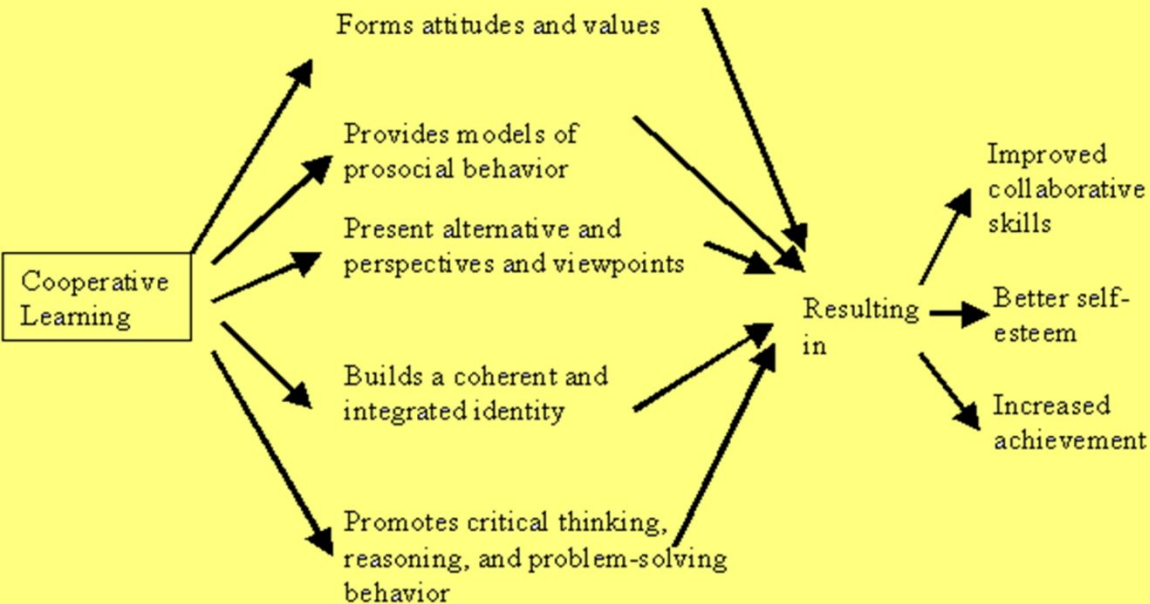 Forms attitudes and values
Provides models of
prosocial behavior
Present alternative and
perspectives and viewpoints
Cooperative
Learning
Builds a coherent and
integrated identity
Promotes critical thinking,
reasoning, and problem-solving
behavior
Resulting
in
Improved
collaborative
skills
Better self-
esteem
Increased
achievement